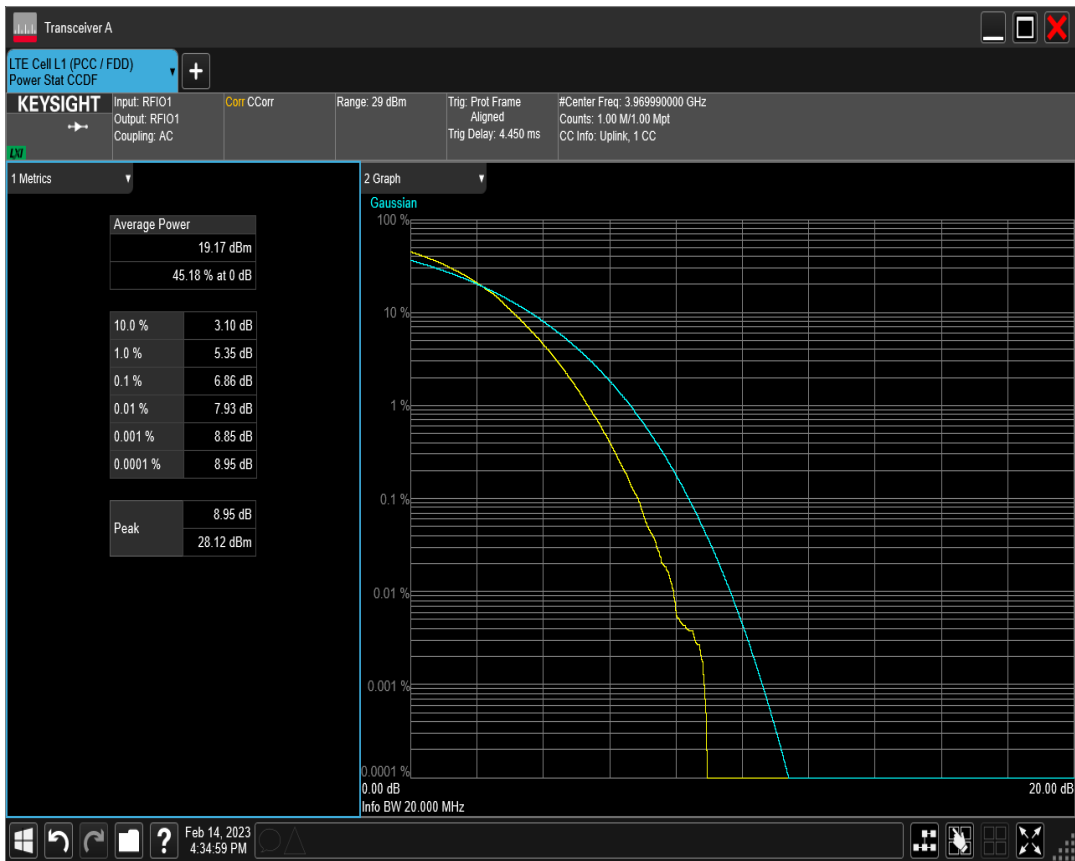 Transceiver A
LTE Cell L1 (PCC / FDD)
Power Stat CCDF
+
KEYSIGHT
LXI
Input: RFIO1
Output: RFIO1
Coupling: AC
Corr CCorr
Range: 29 dBm
Trig: Prot Frame
Aligned
Trig Delay: 4.450 ms
#Center Freq: 3.969990000 GHz
Counts: 1.00 M/1.00 Mpt
CC Info: Uplink, 1 CC
1 Metrics
Average Power
19.17 dBm
45.18 % at 0 dB
10.0 % 3.10 dB
1.0 % 5.35 dB
0.1 % 6.86 dB
0.01 % 7.93 dB
0.001 % 8.85 dB
0.0001 % 8.95 dB
Peak
8.95 dB
28.12 dBm
2 Graph
Gaussian
100 %
10 %
1 %
0.1 %
0.01 %
0.001 %
0.0001 %
0.00 dB 20.00 dB
Info BW 20.000 MHz
?
Feb 14, 2023
4:34:59 PM